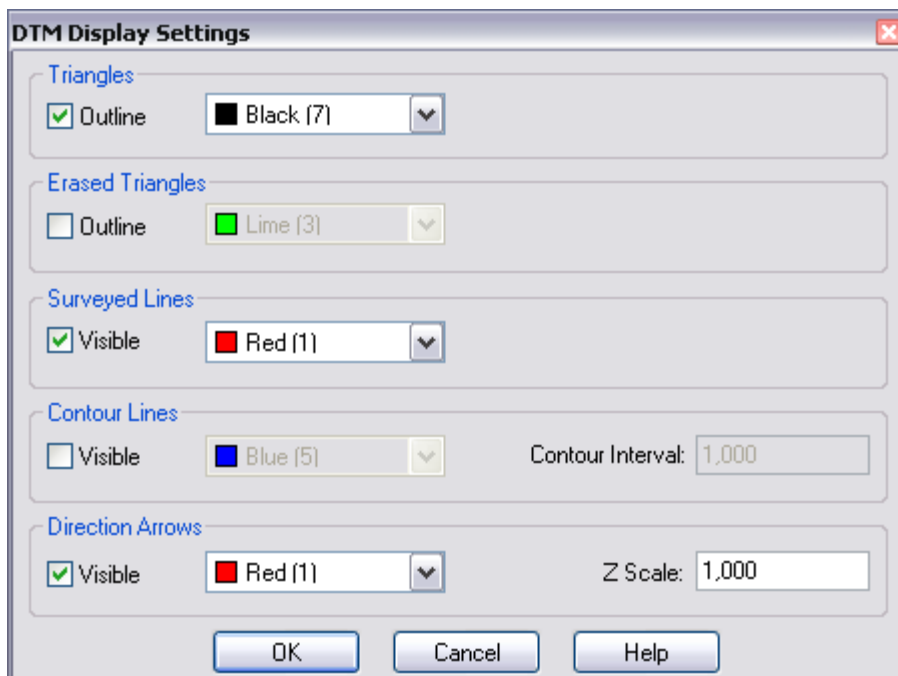 DTM Display Settings
Triangles
Outline
Black (7)
Erased Triangles
Outline
Lime (3)
Surveyed Lines
Visible
Red (1)
Contour Lines
Visible
Blue (5)
Contour Interval: 1,000
Direction Arrows
Visible
Red (1)
Z Scale: 1,000
OK Cancel Help